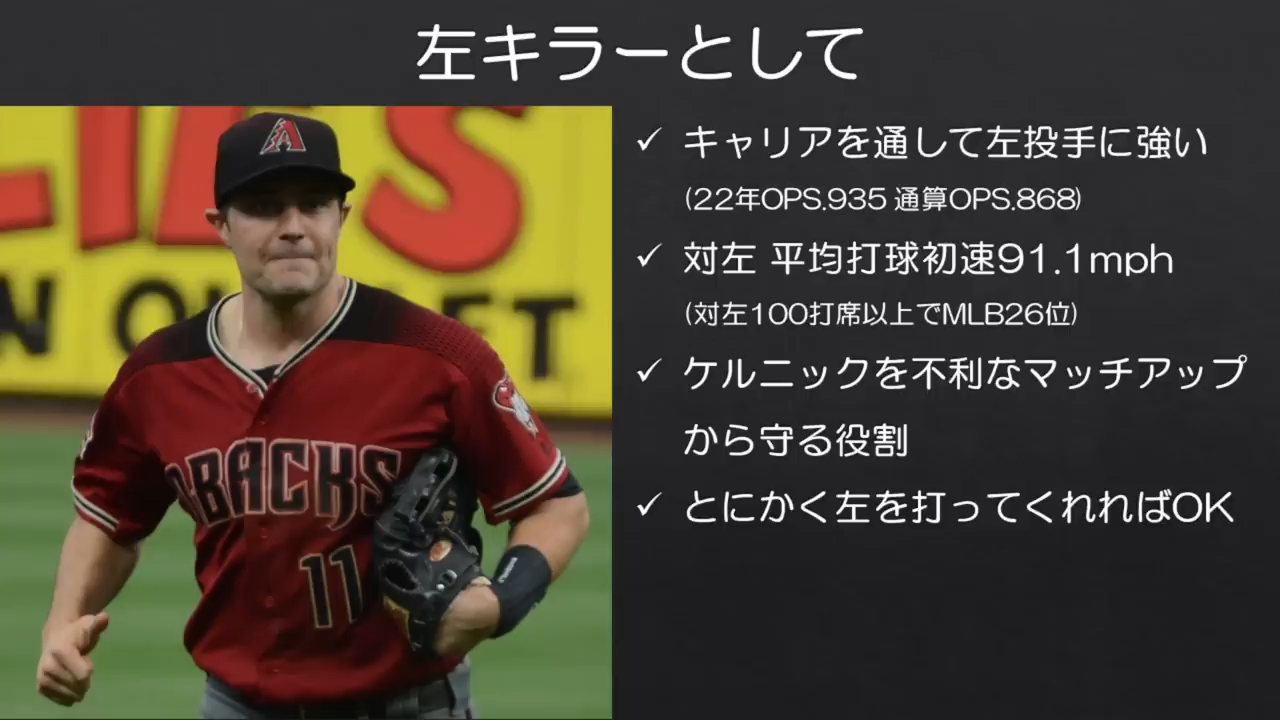 左キラーとして
✓ キャリアを通して左投手に強い
(22年OPS.935 通算OPS.868)
✓ 対左 平均打球初速91.1mph
(対左100打席以上でMLB26位)
✓ ケルニックを不利なマッチアップ
から守る役割
✓ とにかく左を打ってくれればOK
DBACKS
11